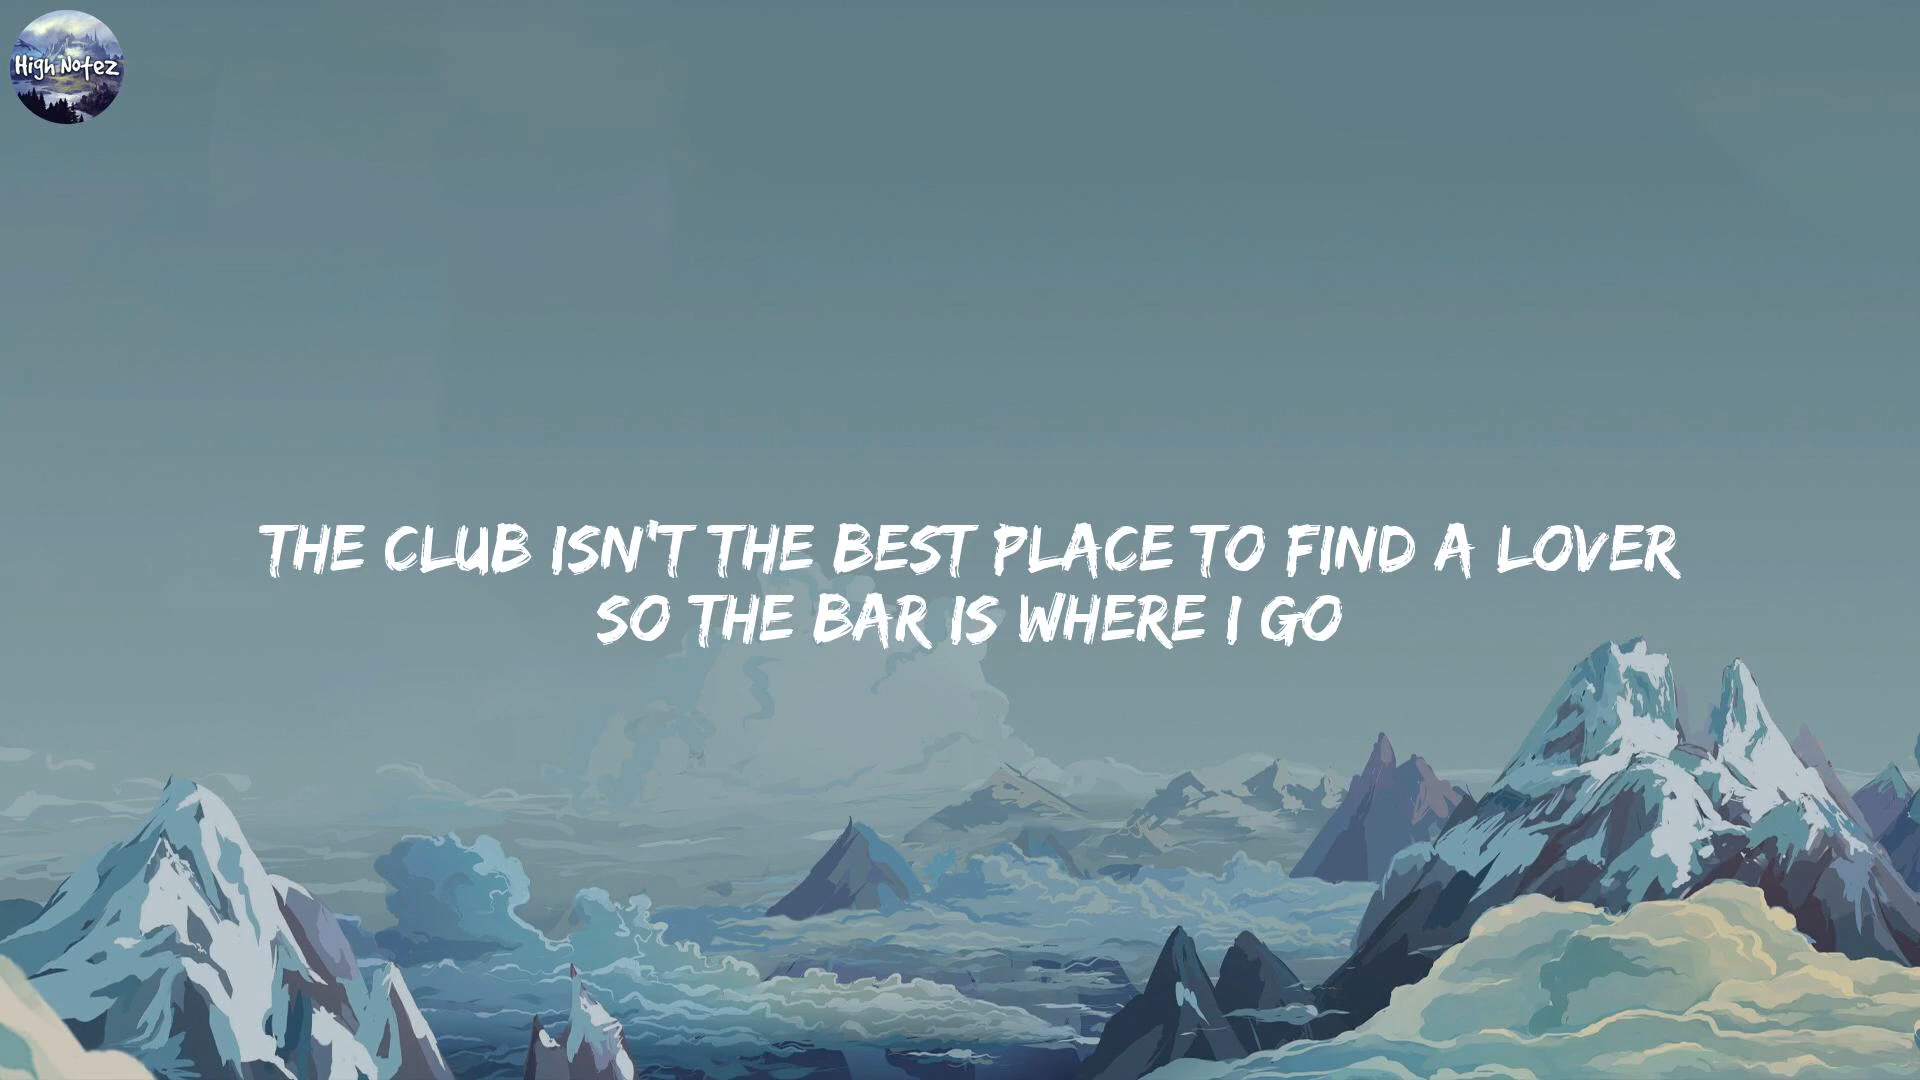 High Notez
THE CLUB ISN'T THE BEST PLACE TO FIND A LOVER
SO THE BAR IS WHERE I GO